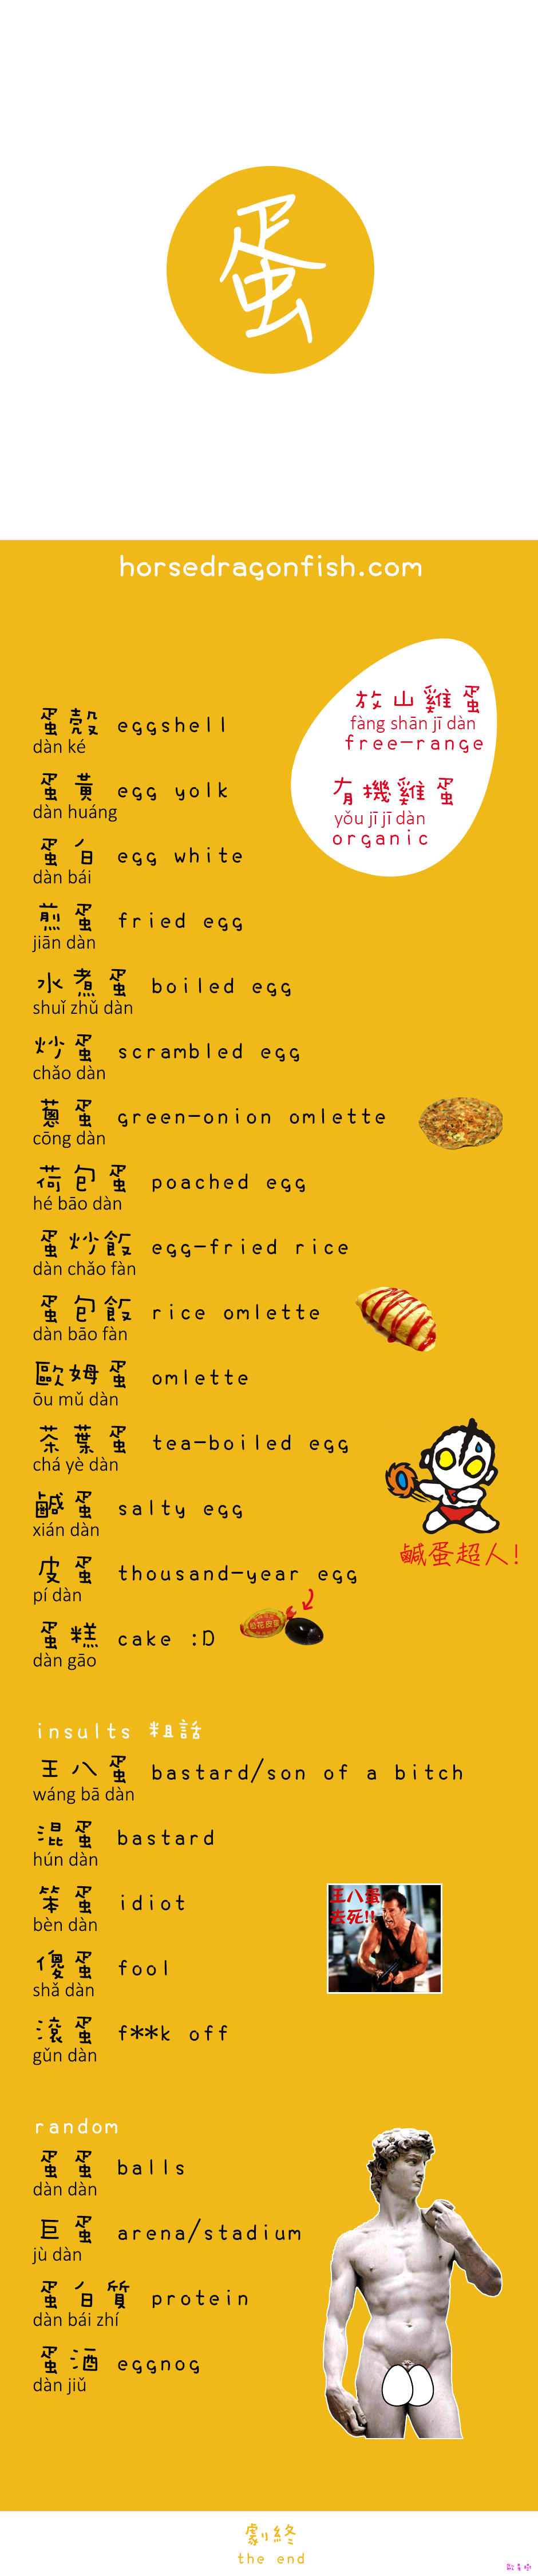 蛋
horsedragonfish.com
放山雞蛋
fàng shān jī dàn
free-range
有機雞蛋
yǒu jī jī dàn
organic
蛋殼 eggshell
dàn ké
蛋黃 egg yolk
dàn huáng
蛋白 egg white
dàn bái
煎蛋 fried egg
jiān dàn
水煮蛋 boiled egg
shuǐ zhǔ dàn
炒蛋 scrambled egg
chǎo dàn
蔥蛋 green-onion omlette
cōng dàn
荷包蛋 poached egg
hé bāo dàn
蛋炒飯 egg-fried rice
dàn chǎo fàn
蛋包飯 rice omlette
dàn bāo fàn
歐姆蛋 omlette
ōu mǔ dàn
茶葉蛋 tea-boiled egg
chá yè dàn
鹹蛋 salty egg
xián dàn
鹹蛋超人!
皮蛋 thousand-year egg
pí dàn
松花皮蛋
蛋糕 cake :D
dàn gāo
insults 粗話
王八蛋 bastard/son of a bitch
wáng bā dàn
混蛋 bastard
hún dàn
笨蛋 idiot
bèn dàn
王八蛋
去死!!
傻蛋 fool
shǎ dàn
滾蛋 f**k off
gǔn dàn
random
蛋蛋 balls
dàn dàn
巨蛋 arena/stadium
jù dàn
蛋白質 protein
dàn bái zhí
蛋酒 eggnog
dàn jiǔ
劇終
the end